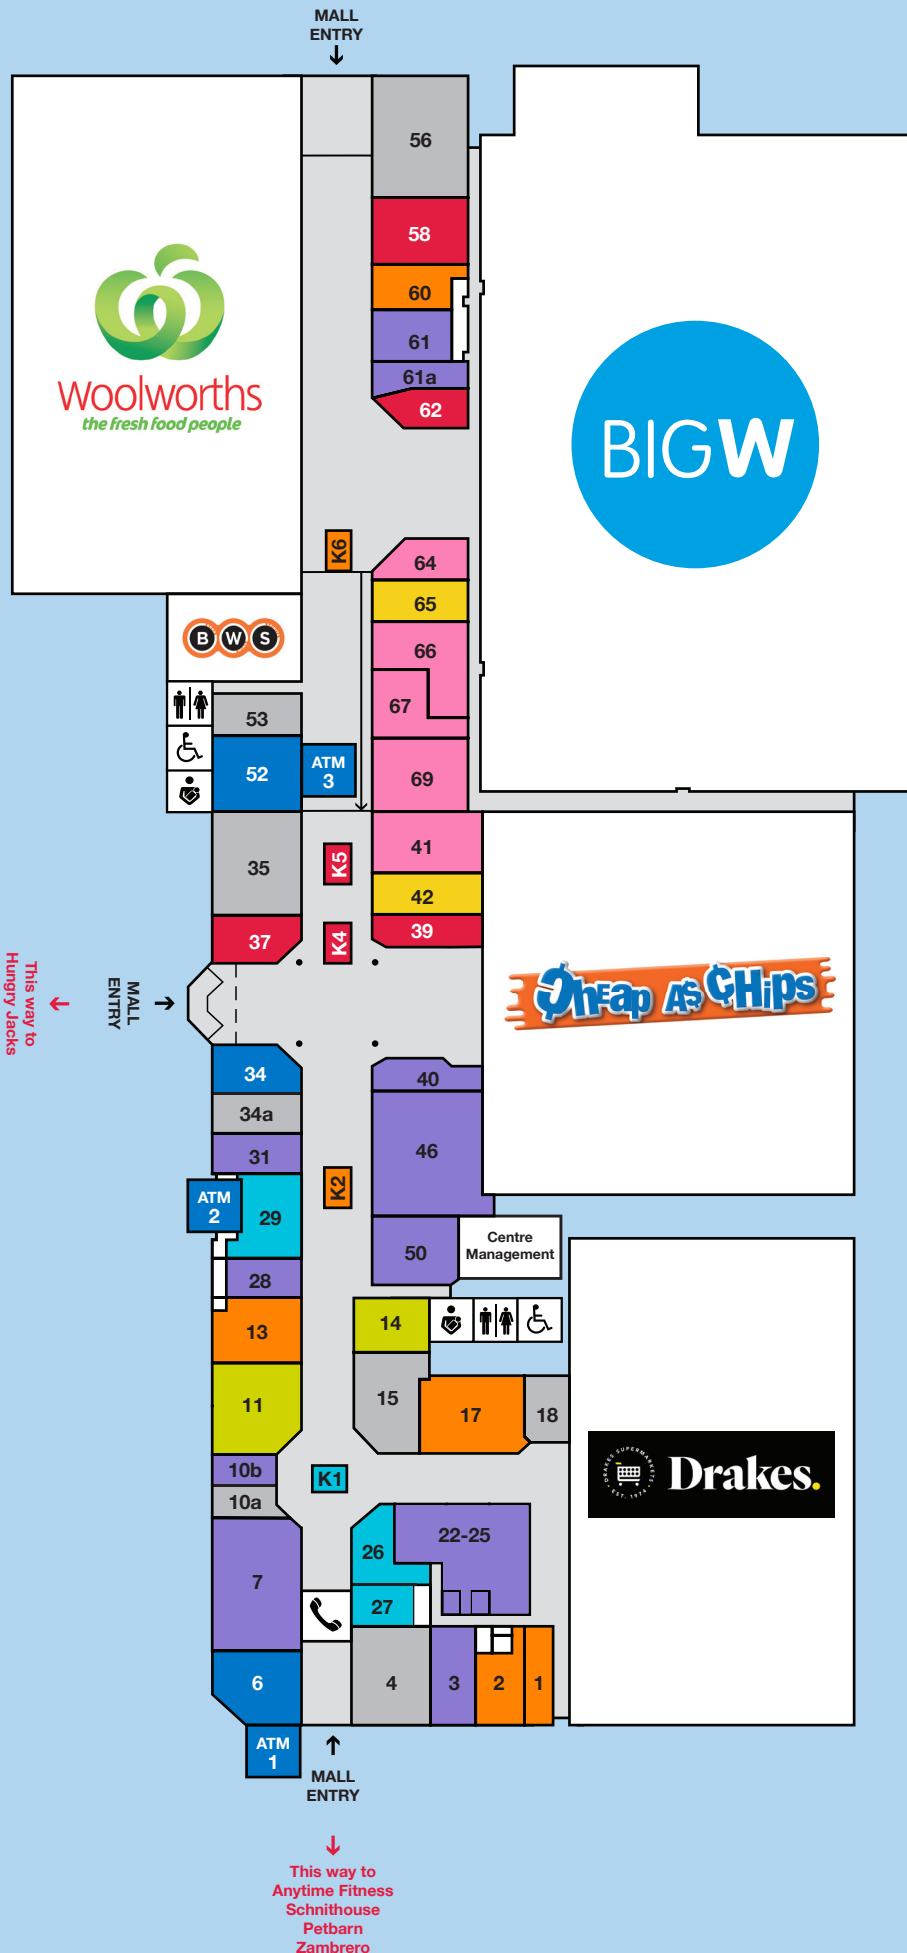 MALL
ENTRY
56
58
60
61
61a
62
Woolworths
the fresh food people
BIGW
K6
64
65
66
67
69
BWS
53
52
ATM
3
35
K5
41
42
37
K4
39
This way to
Hungry Jacks
MALL
ENTRY
Cheap As Chips
34
34a
31
40
46
K2
ATM
2
29
28
50
Centre
Management
13
14
11
15
17
18
10b
10a
K1
DRAKES SUPERMARKETS
EST. 1974
Drakes.
7
26
22-25
27
6
4
3
2
1
ATM
1
MALL
ENTRY
This way to
Anytime Fitness
Schnithouse
Petbarn
Zambrero